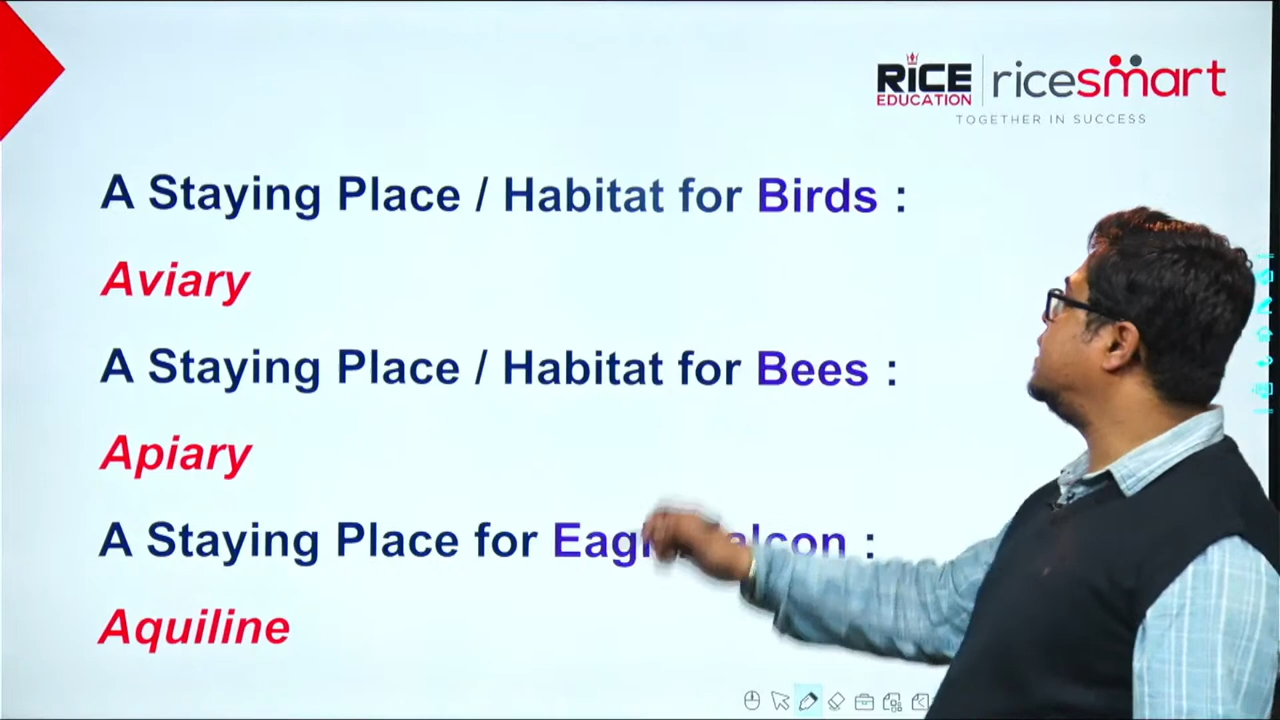 RICE
EDUCATION
ricesmart
TOGETHER IN SUCCESS
A Staying Place / Habitat for Birds :
Aviary
A Staying Place / Habitat for Bees :
Apiary
A Staying Place for :
Aquiline